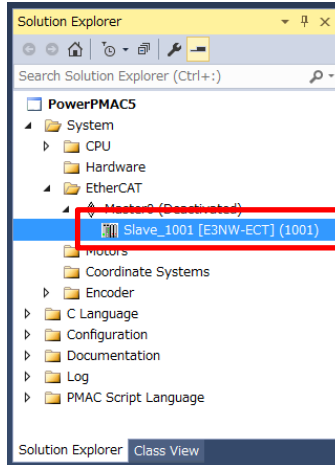 Solution Explorer
Search Solution Explorer (Ctrl+:)
PowerPMAC5
System
CPU
Hardware
EtherCAT
Master0 (Deactivated)
Slave_1001 [E3NW-ECT] (1001)
Motors
Coordinate Systems
Encoder
C Language
Configuration
Documentation
Log
PMAC Script Language
Solution Explorer Class View